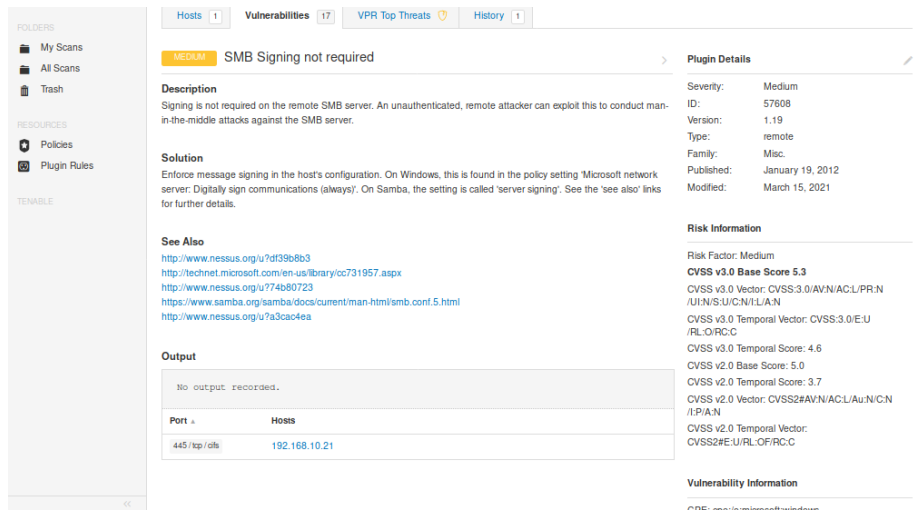 FOLDERS
My Scans
All Scans
Trash
RESOURCES
Policies
Plugin Rules
TENABLE
Hosts 1 Vulnerabilities 17 VPR Top Threats History 1
MEDIUM SMB Signing not required
Description
Signing is not required on the remote SMB server. An unauthenticated, remote attacker can exploit this to conduct man-
in-the-middle attacks against the SMB server.
Solution
Enforce message signing in the host's configuration. On Windows, this is found in the policy setting 'Microsoft network
server: Digitally sign communications (always)'. On Samba, the setting is called 'server signing'. See the 'see also' links
for further details.
See Also
http://www.nessus.org/u?df39b8b3
http://technet.microsoft.com/en-us/library/cc731957.aspx
http://www.nessus.org/u?74b80723
https://www.samba.org/samba/docs/current/man-html/smb.conf.5.html
http://www.nessus.org/u?a3cac4ea
Output
No output recorded.
Port Hosts
445 / tcp / cifs 192.168.10.21
Plugin Details
Severity: Medium
ID: 57608
Version: 1.19
Type: remote
Family: Misc.
Published: January 19, 2012
Modified: March 15, 2021
Risk Information
Risk Factor: Medium
CVSS v3.0 Base Score 5.3
CVSS v3.0 Vector: CVSS:3.0/AV:N/AC:L/PR:N
/UI:N/S:U/C:N/I:L/A:N
CVSS v3.0 Temporal Vector: CVSS:3.0/E:U
/RL:O/RC:C
CVSS v3.0 Temporal Score: 4.6
CVSS v2.0 Base Score: 5.0
CVSS v2.0 Temporal Score: 3.7
CVSS v2.0 Vector: CVSS2#AV:N/AC:L/Au:N/C:N
/I:P/A:N
CVSS v2.0 Temporal Vector:
CVSS2#E:U/RL:OF/RC:C
Vulnerability Information
CPE: cpe:/o:microsoft:windows